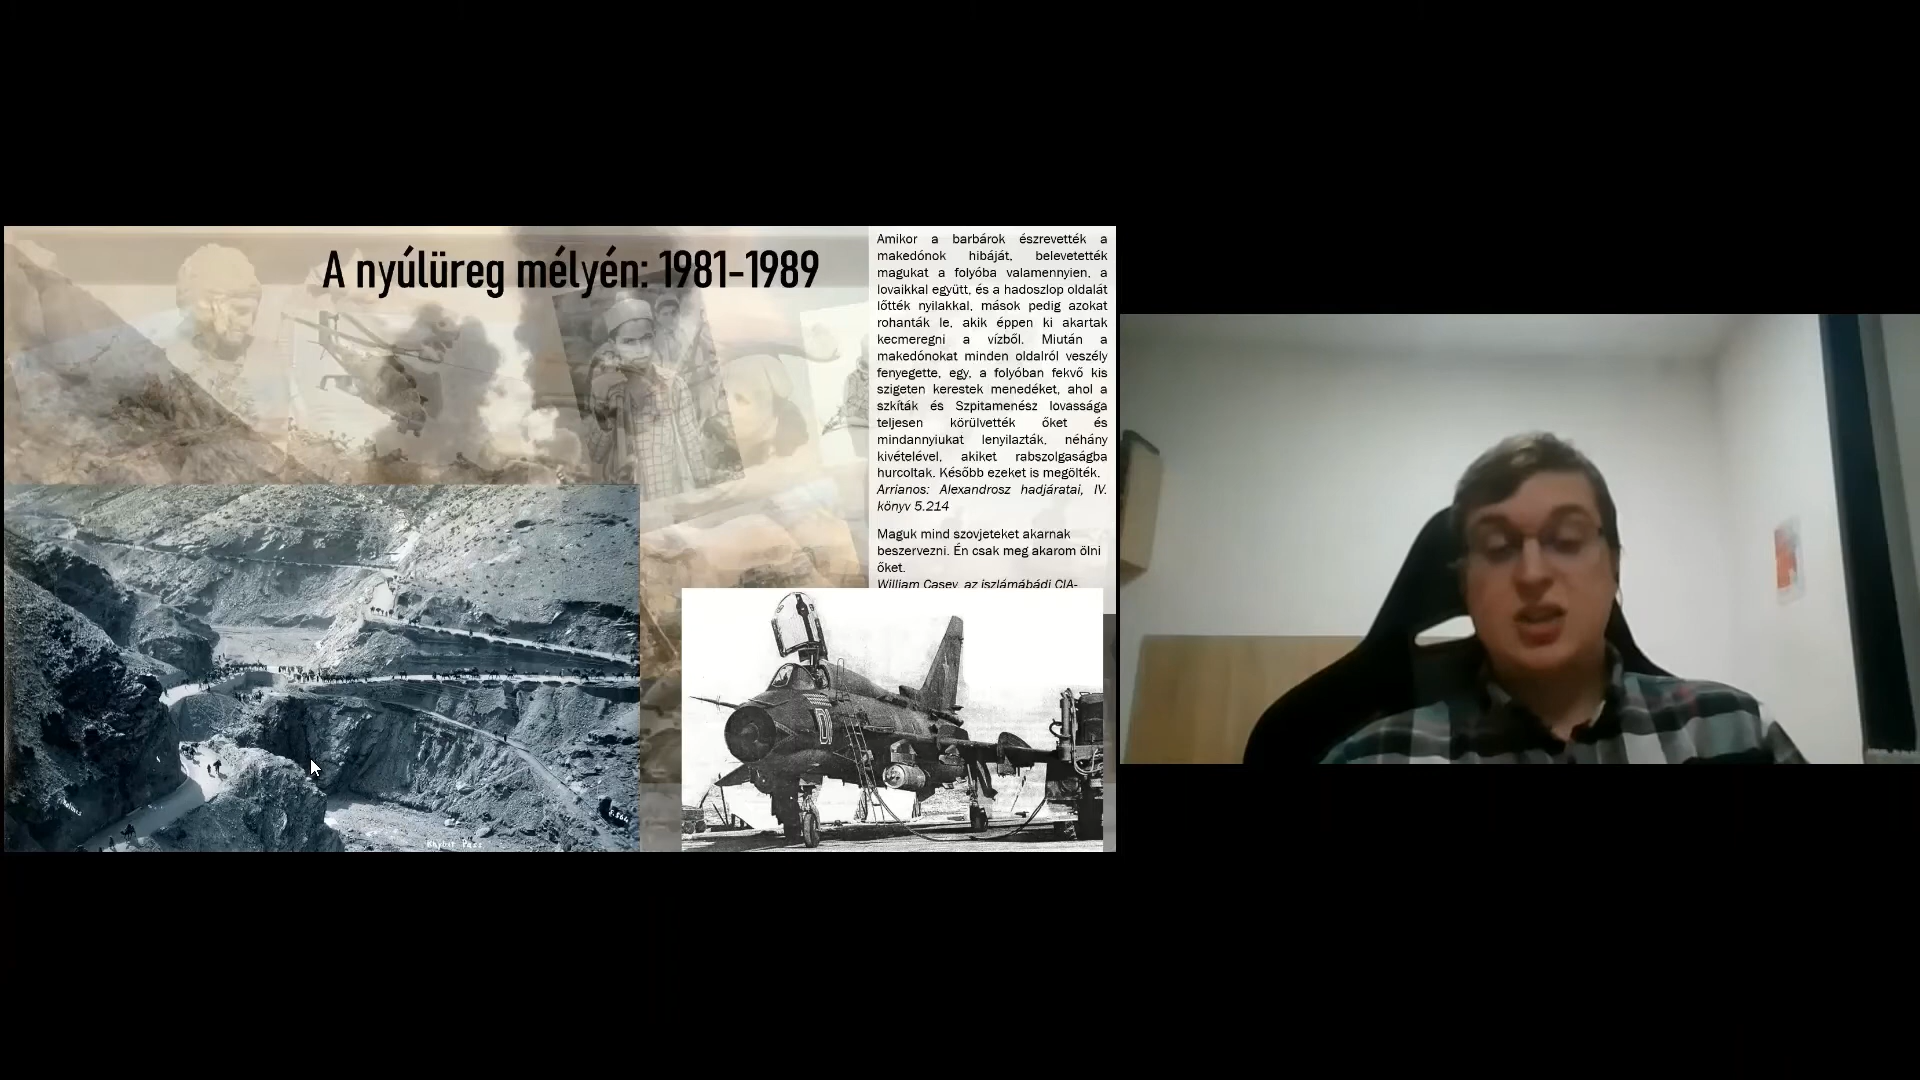 A nyúlüreg mélyén: 1981-1989
Amikor a barbárok észrevették a
makedónok hibáját, belevetették
magukat a folyóba valamennyien, a
lovaikkal együtt, és a hadoszlop oldalát
lőtték nyilakkal, mások pedig azokat
rohanták le, akik éppen ki akartak
kecmeregni a vízből. Miután a
makedónokat minden oldalról veszély
fenyegette, egy, a folyóban fekvő kis
szigeten kerestek menedéket, ahol a
szkíták és Szpitamenész lovassága
teljesen körülvették őket és
mindannyiukat lenyilazták, néhány
kivételével, akiket rabszolgaságba
hurcoltak. Később ezeket is megölték.
Arrianos: Alexandrosz hadjáratai, IV.
könyv 5.214
Maguk mind szovjeteket akarnak
beszervezni. Én csak meg akarom ölni
őket.
William Casey, az iszlámábádi CIA-
01
Khyber Pass